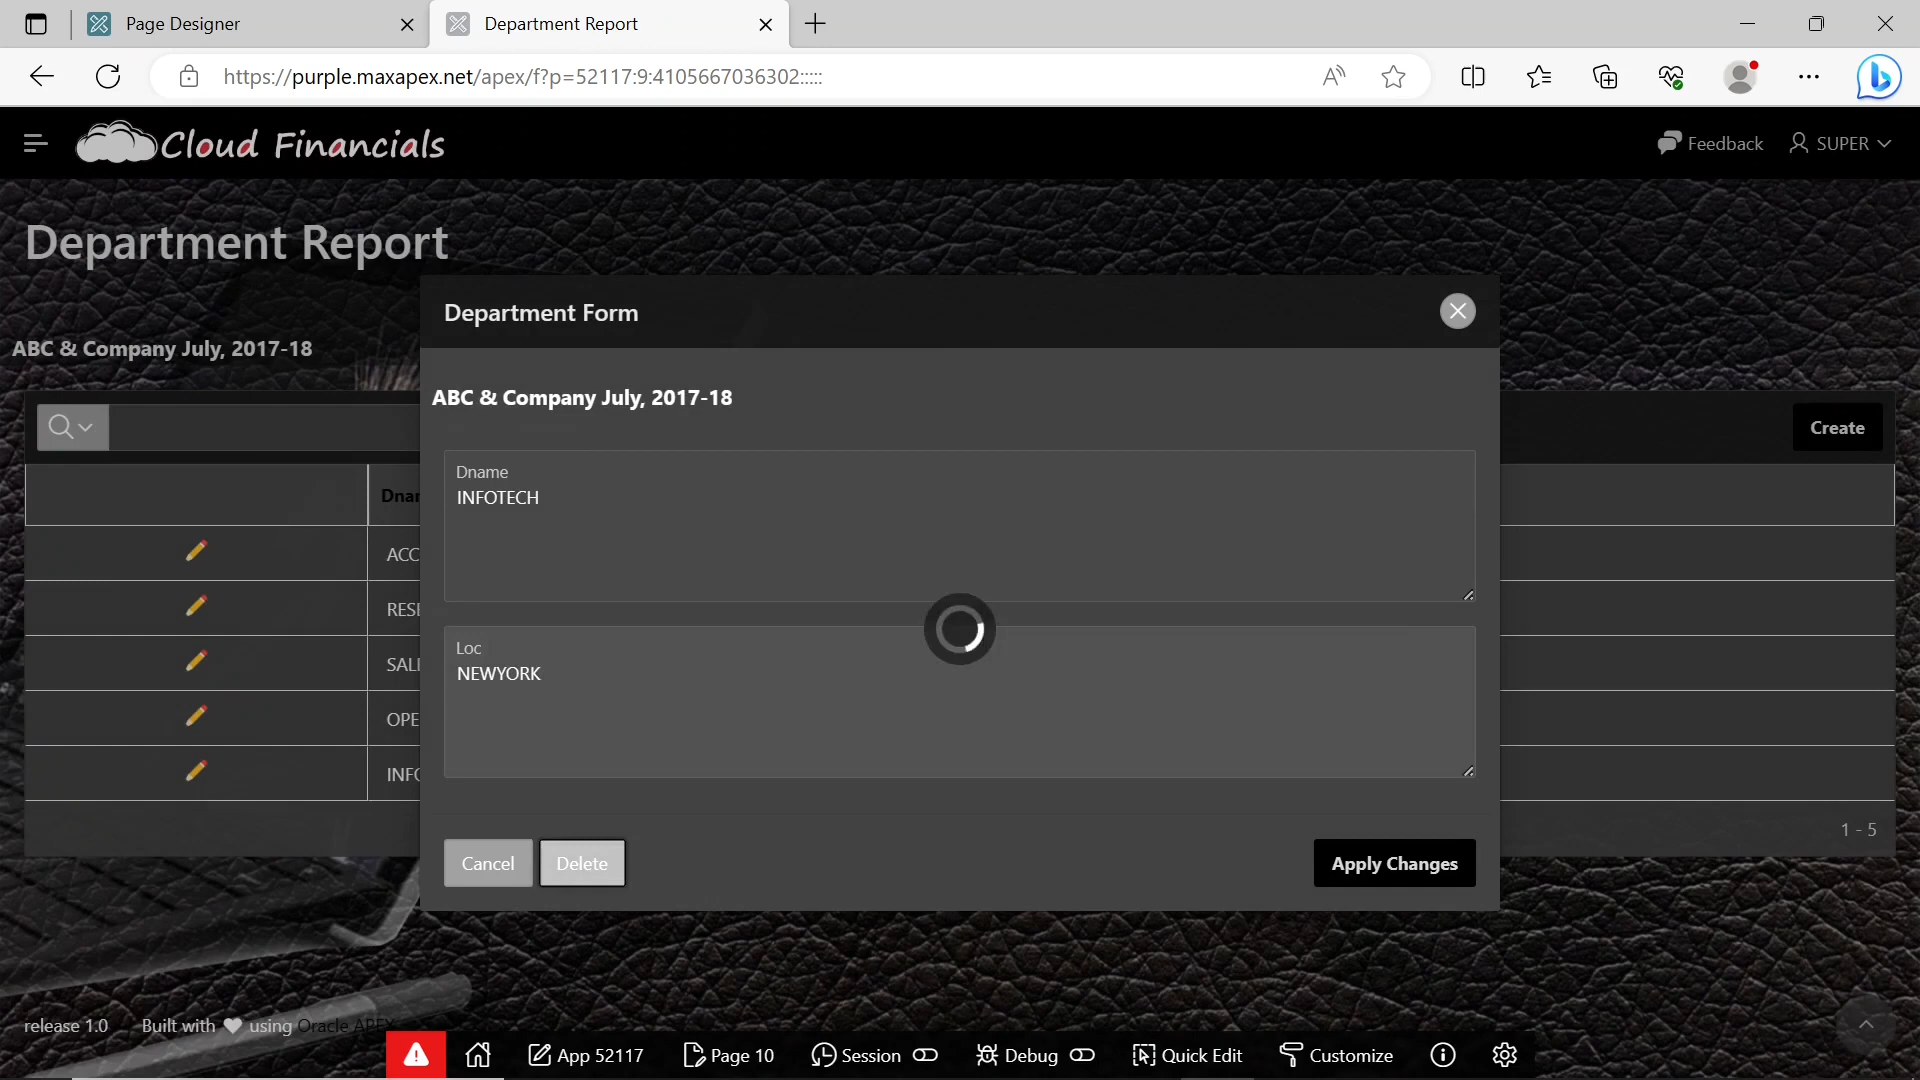 Page Designer
Department Report
https://purple.maxapex.net/apex/f?p=52117:9:4105667036302:::::
Cloud Financials
Feedback
SUPER
Department Report
Department Form
ABC & Company July, 2017-18
ABC & Company July, 2017-18
Create
Dname
INFOTECH
Dnar
ACC
RESE
SALI
OPE
INFO
Loc
NEWYORK
1 - 5
Cancel
Delete
Apply Changes
release 1.0
Built with ♥ using Oracle APEX
App 52117
Page 10
Session
Debug
Quick Edit
Customize